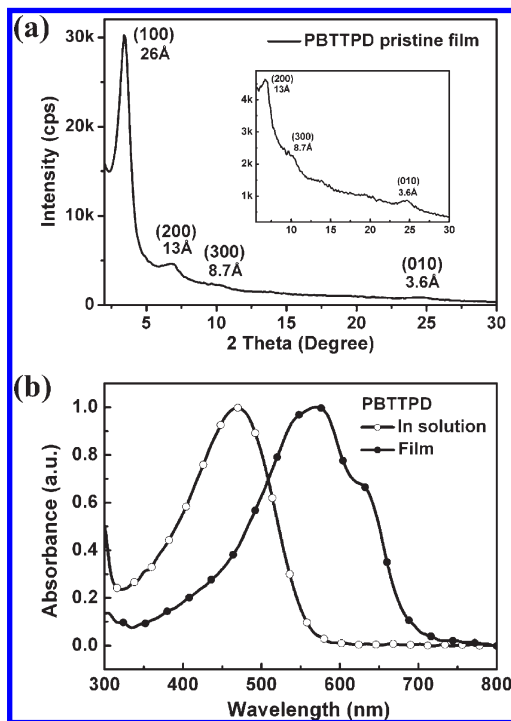 (a)
PBTTPD pristine film
Intensity (cps)
30k
20k
10k
0
(100)
26Å
(200)
13Å
(300)
8.7Å
(010)
3.6Å
4k
3k
2k
1k
(200)
13Å
(300)
8.7Å
(010)
3.6Å
10 15 20 25 30
5 10 15 20 25 30
2 Theta (Degree)
(b)
PBTTPD
In solution
Film
Absorbance (a.u.)
1.0
0.8
0.6
0.4
0.2
0.0
300 400 500 600 700 800
Wavelength (nm)